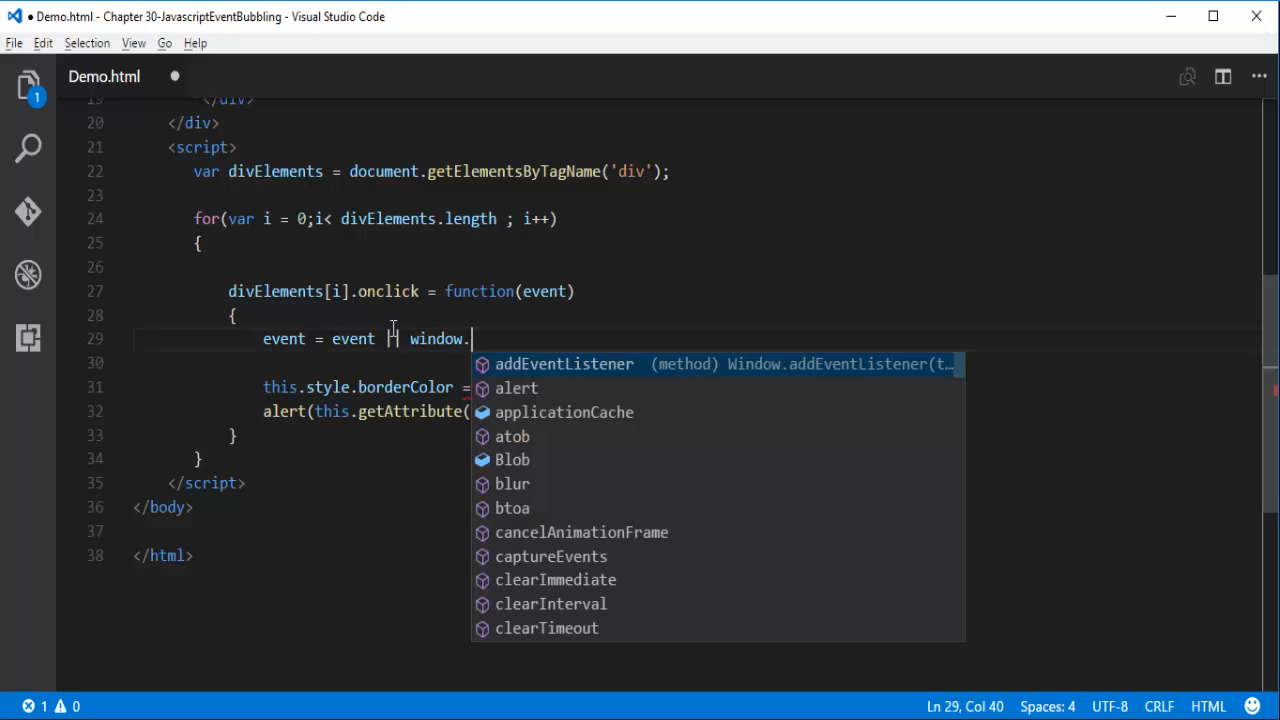 ● Demo.html - Chapter 30-JavascriptEventBubbling - Visual Studio Code
File Edit Selection View Go Help
Demo.html ●
1
19 </div>
20 </div>
21 <script>
22 var divElements = document.getElementsByTagName('div');
23
24 for(var i = 0;i< divElements.length ; i++)
25 {
26
27 divElements[i].onclick = function(event)
28 {
29 event = event || window.
30
31 this.style.borderColor =
32 alert(this.getAttribute(
33 }
34 }
35 </script>
36 </body>
37
38 </html>
addEventListener (method) Window.addEventListener(t…
alert
applicationCache
atob
Blob
blur
btoa
cancelAnimationFrame
captureEvents
clearImmediate
clearInterval
clearTimeout
1 0 Ln 29, Col 40 Spaces: 4 UTF-8 CRLF HTML